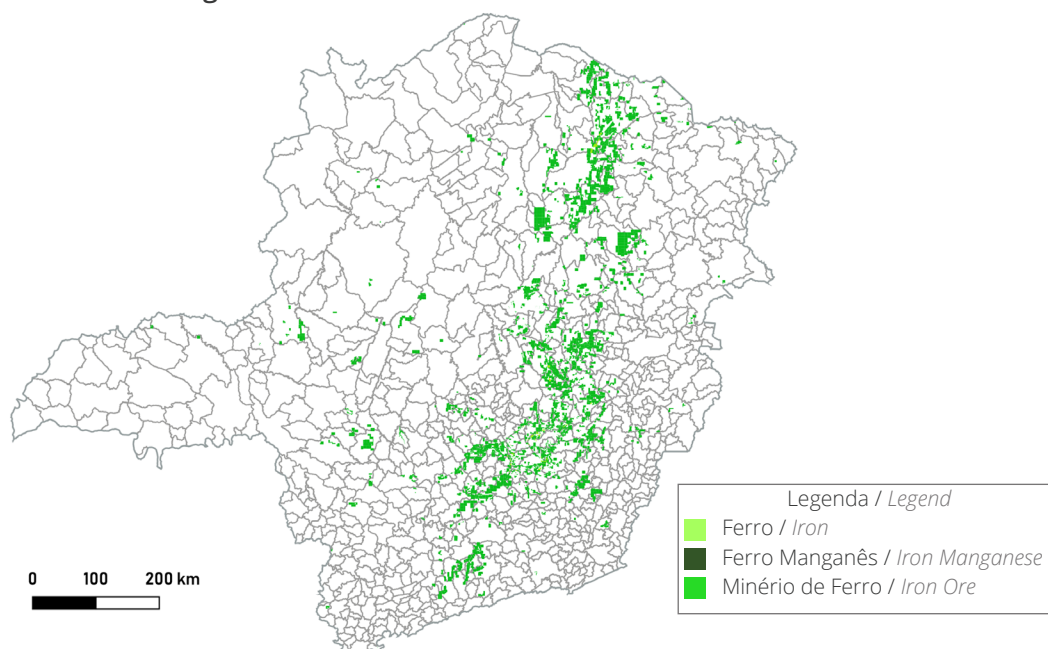 Legenda / Legend
Ferro / Iron
Ferro Manganês / Iron Manganese
Minério de Ferro / Iron Ore
0 100 200 km